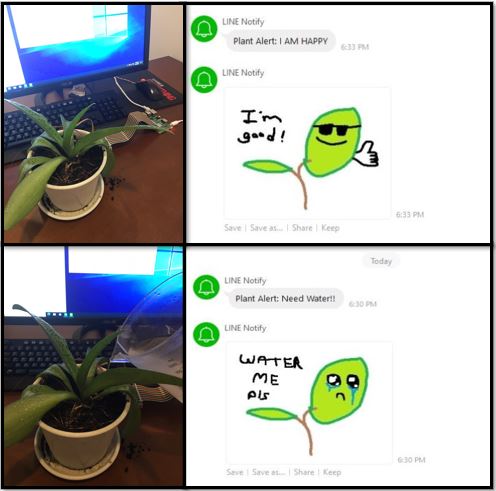 LINE Notify
Plant Alert: I AM HAPPY
6:33 PM
LINE Notify
I'm
good!
6:33 PM
Save | Save as... | Share | Keep
Today
LINE Notify
Plant Alert: Need Water!!
6:30 PM
LINE Notify
WATER
ME
PLS
6:30 PM
Save | Save as... | Share | Keep